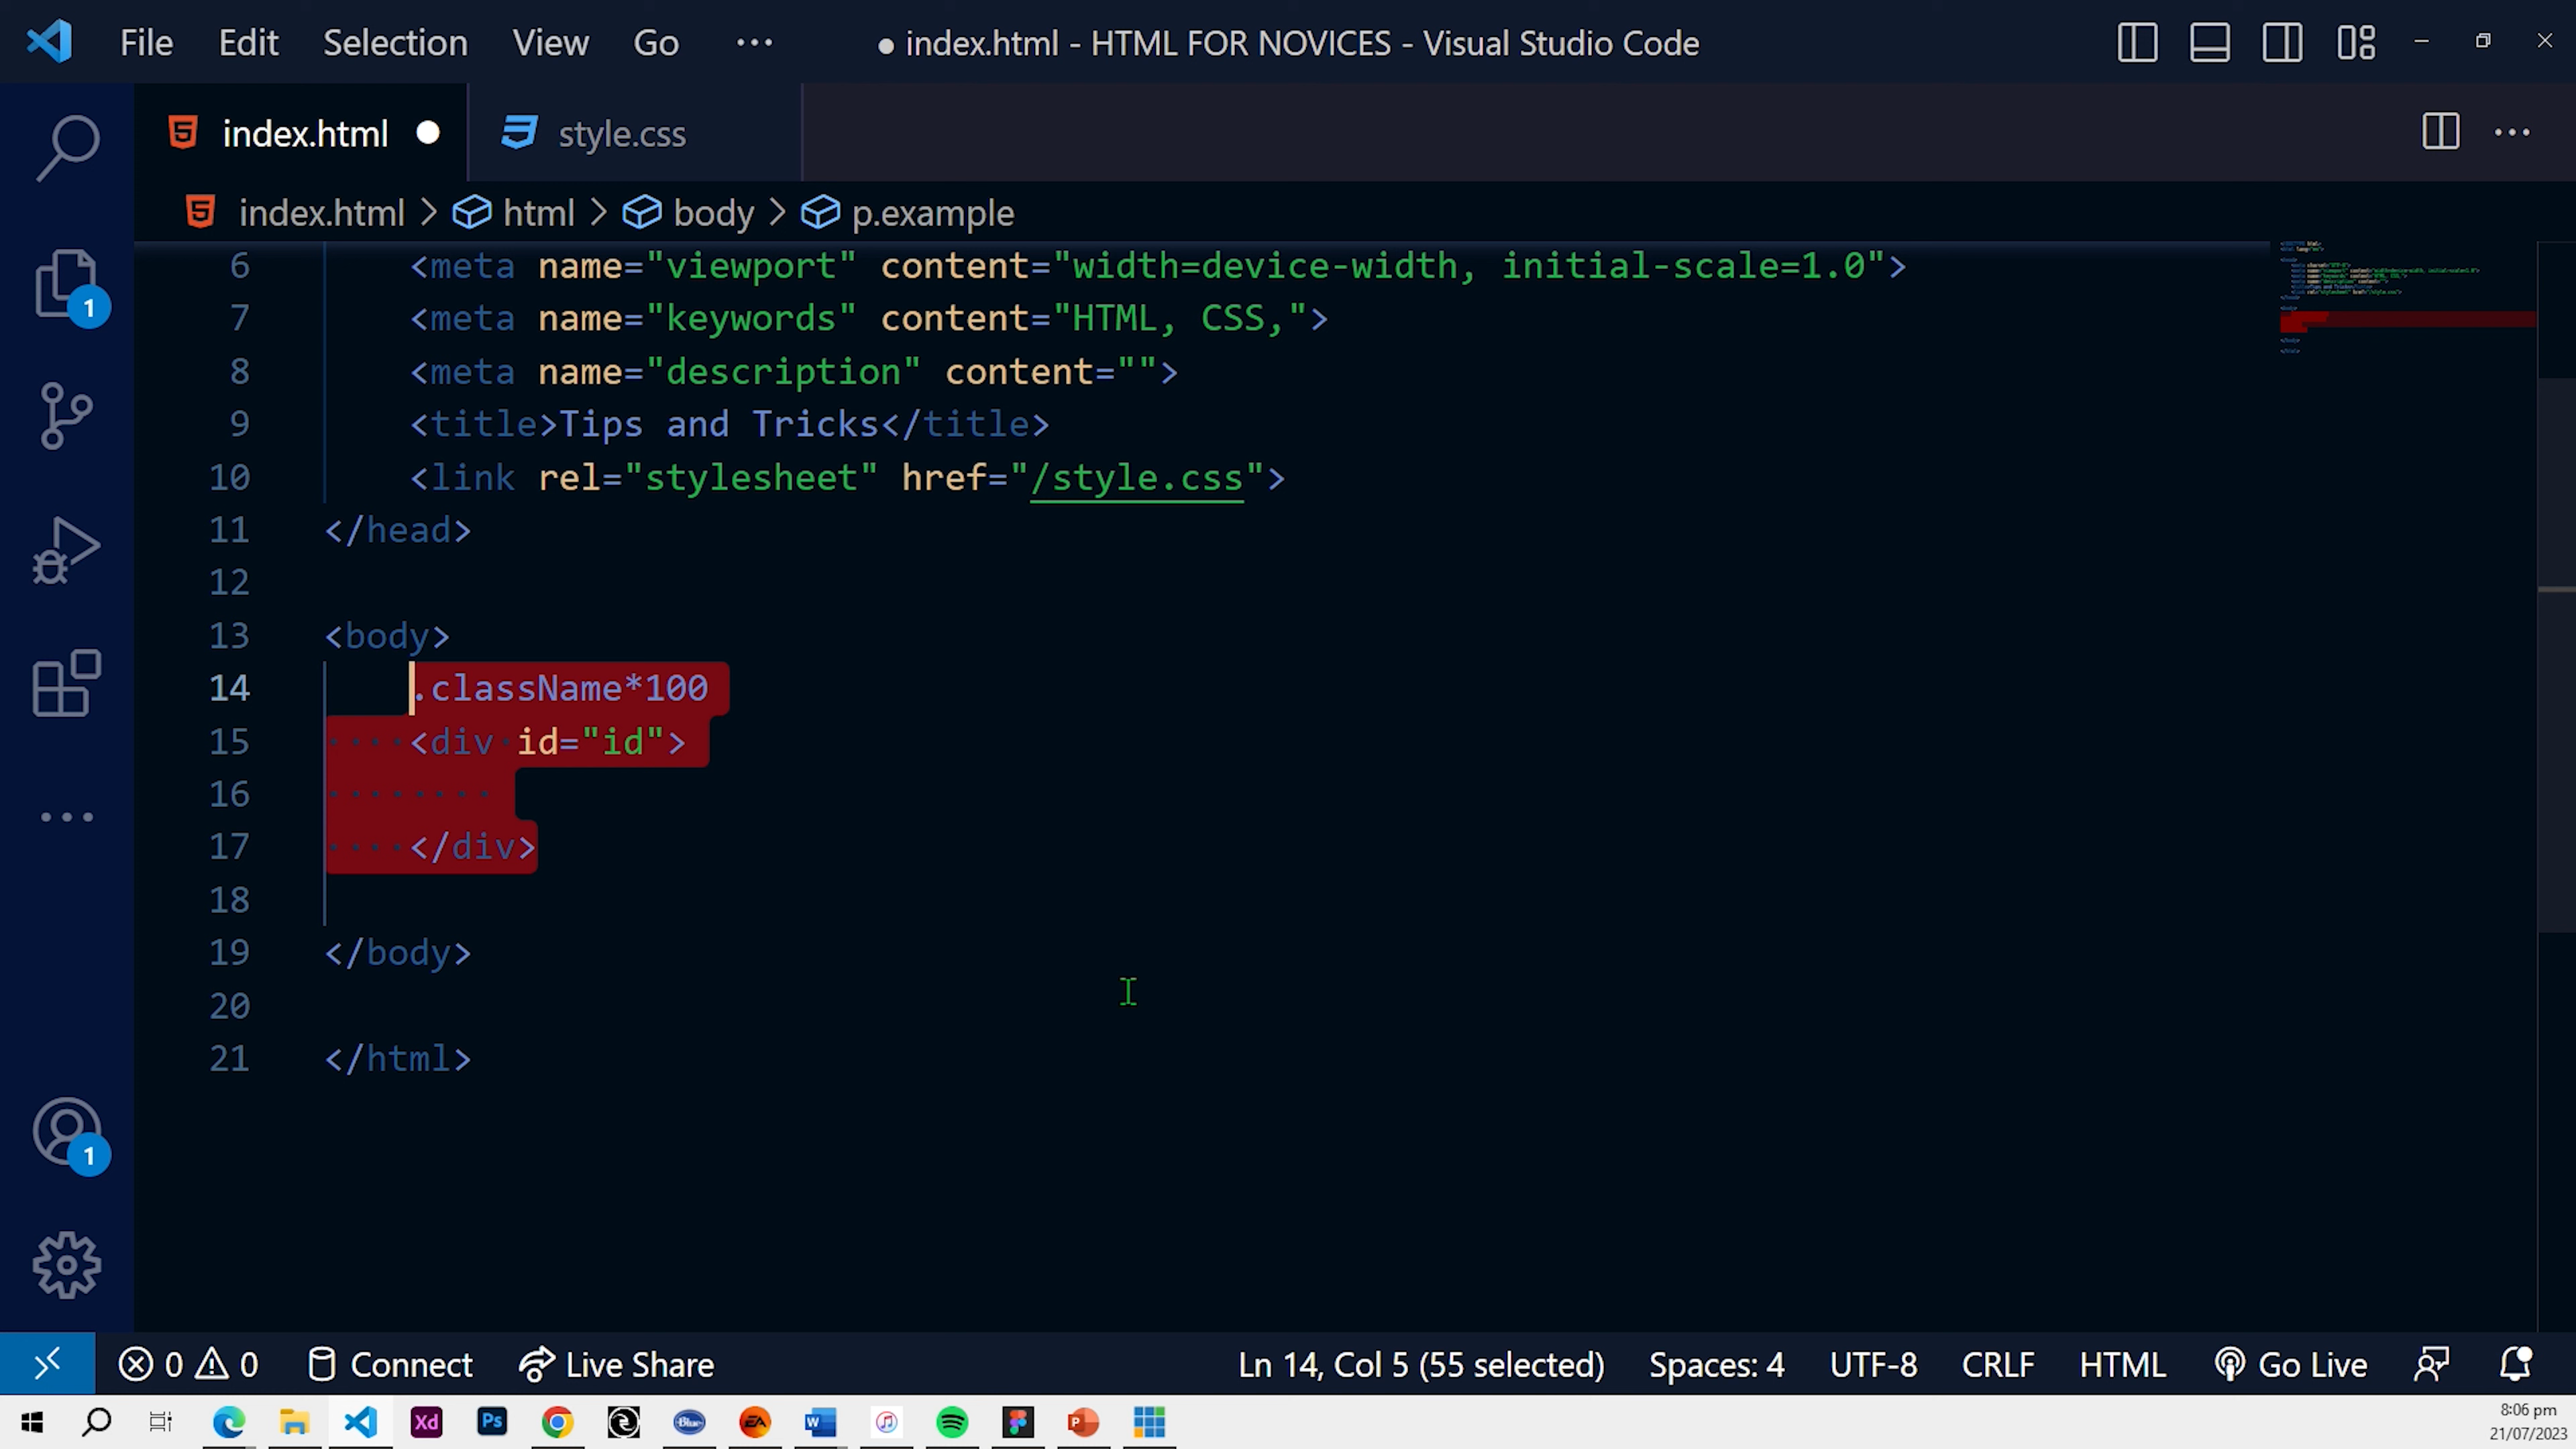 File Edit Selection View Go ··· ● index.html - HTML FOR NOVICES - Visual Studio Code
index.html ● style.css
index.html > html > body > p.example
6 <meta name="viewport" content="width=device-width, initial-scale=1.0">
7 <meta name="keywords" content="HTML, CSS,">
8 <meta name="description" content="">
9 <title>Tips and Tricks</title>
10 <link rel="stylesheet" href="/style.css">
11 </head>
12
13 <body>
14 .className*100
15 <div id="id">
16
17 </div>
18
19 </body>
20
21 </html>
1
1
0 0 Connect Live Share Ln 14, Col 5 (55 selected) Spaces: 4 UTF-8 CRLF HTML Go Live
Xd Ps Blue EA W P
8:06 pm
21/07/2023